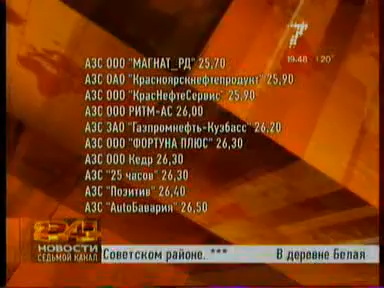 7
19:48 +20°
АЗС ООО "МАГНАТ_РД" 25,70
АЗС ОАО "Красноярскнефтепродукт" 25,90
АЗС ООО "КрасНефтеСервис" 25,90
АЗС ООО РИТМ-АС 26,00
АЗС ЗАО "Газпромнефть-Кузбасс" 26,20
АЗС ООО "ФОРТУНА ПЛЮС" 26,30
АЗС ООО Кедр 26,30
АЗС "25 часов" 26,30
АЗС "Позитив" 26,40
АЗС "AutoБавария" 26,50
24
НОВОСТИ
СЕДЬМОЙ КАНАЛ
Советском районе. *** В деревне Белая